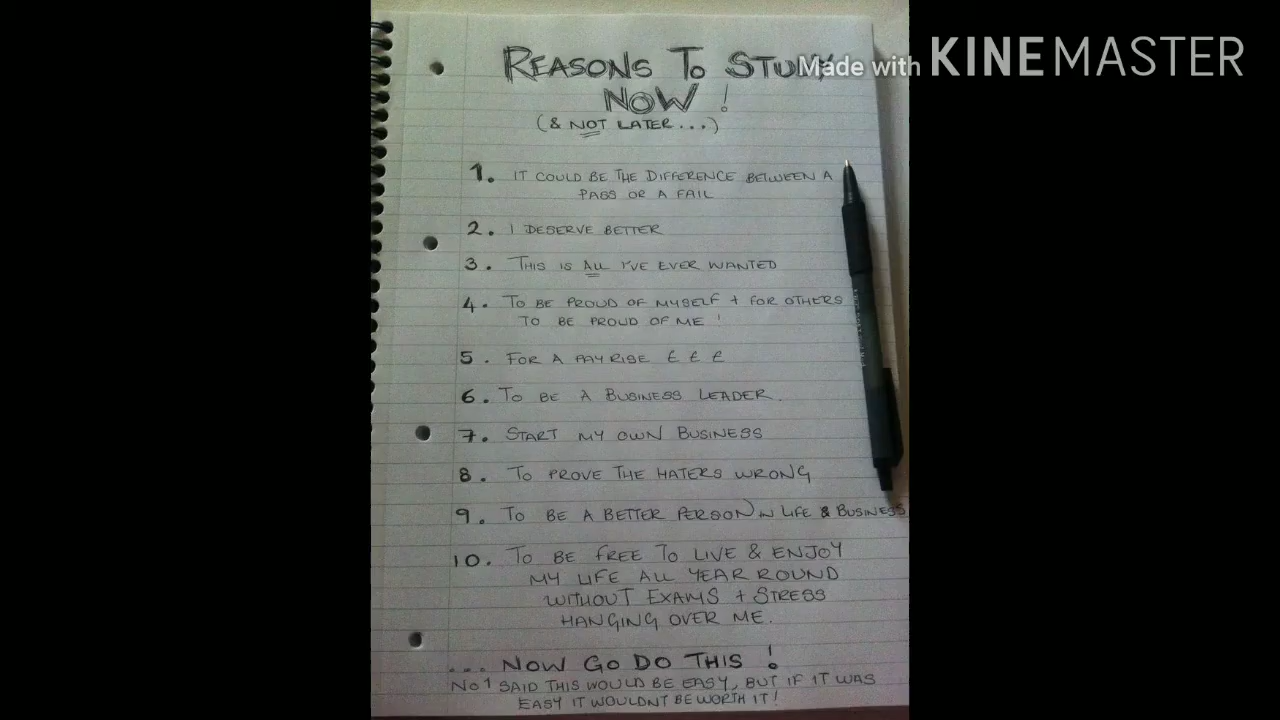 REASONS TO STUDY
Made with KINEMASTER
NOW !
(& NOT LATER...)
1. IT COULD BE THE DIFFERENCE BETWEEN A
PASS OR A FAIL
2. I DESERVE BETTER
3. THIS IS ALL I'VE EVER WANTED
4. TO BE PROUD OF MYSELF + FOR OTHERS
TO BE PROUD OF ME !
5. FOR A PAY RISE £ £ £
6. TO BE A BUSINESS LEADER.
7. START MY OWN BUSINESS
8. TO PROVE THE HATERS WRONG
9. TO BE A BETTER PERSON IN LIFE & BUSINESS
10. TO BE FREE TO LIVE & ENJOY
MY LIFE ALL YEAR ROUND
WITHOUT EXAMS + STRESS
HANGING OVER ME.
... NOW GO DO THIS !
NO1 SAID THIS WOULD BE EASY, BUT IF IT WAS
EASY IT WOULDNT BE WORTH IT!